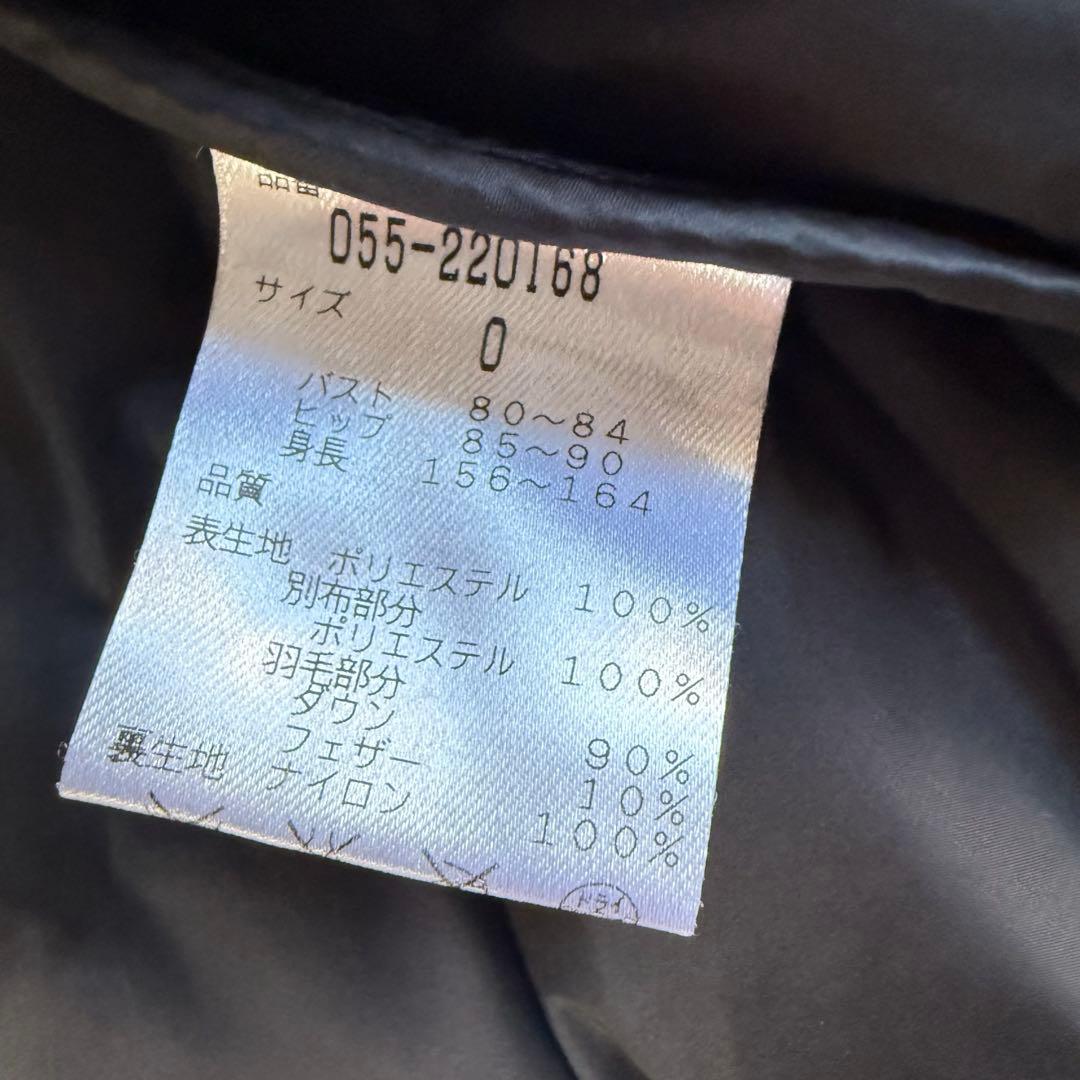 品番
055-220168
サイズ
0
バスト 80〜84
ヒップ 85〜90
身長 156〜164
品質
表生地 ポリエステル 100%
別布部分
ポリエステル 100%
羽毛部分
ダウン 90%
フェザー 10%
裏生地 ナイロン 100%
ドライ